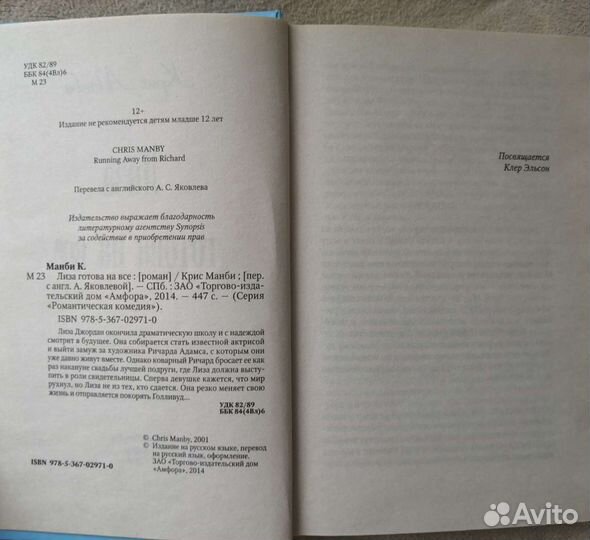 УДК 82/89
ББК 84(4Вл)6
М 23
12+
Издание не рекомендуется детям младше 12 лет
CHRIS MANBY
Running Away from Richard
Перевела с английского А. С. Яковлева
Издательство выражает благодарность
литературному агентству Synopsis
за содействие в приобретении прав
Манби К.
М 23 Лиза готова на все : [роман] / Крис Манби ; [пер.
с англ. А. Яковлевой]. — СПб. : ЗАО «Торгово-изда-
тельский дом «Амфора», 2014. — 447 с. — (Серия
«Романтическая комедия»).
ISBN 978-5-367-02971-0
Лиза Джордан окончила драматическую школу и с надеждой
смотрит в будущее. Она собирается стать известной актрисой
и выйти замуж за художника Ричарда Адамса, с которым они
уже давно живут вместе. Однако коварный Ричард бросает ее как
раз накануне свадьбы лучшей подруги, где Лиза должна высту-
пить в роли свидетельницы. Сперва девушке кажется, что мир
рухнул, но Лиза не из тех, кто сдается. Она резко меняет свою
жизнь и отправляется покорять Голливуд...
УДК 82/89
ББК 84(4Вл)6
© Chris Manby, 2001
© Издание на русском языке, перевод
на русский язык, оформление.
ЗАО «Торгово-издательский дом
«Амфора», 2014
ISBN 978-5-367-02971-0
Посвящается
Клер Эльсон
Avito